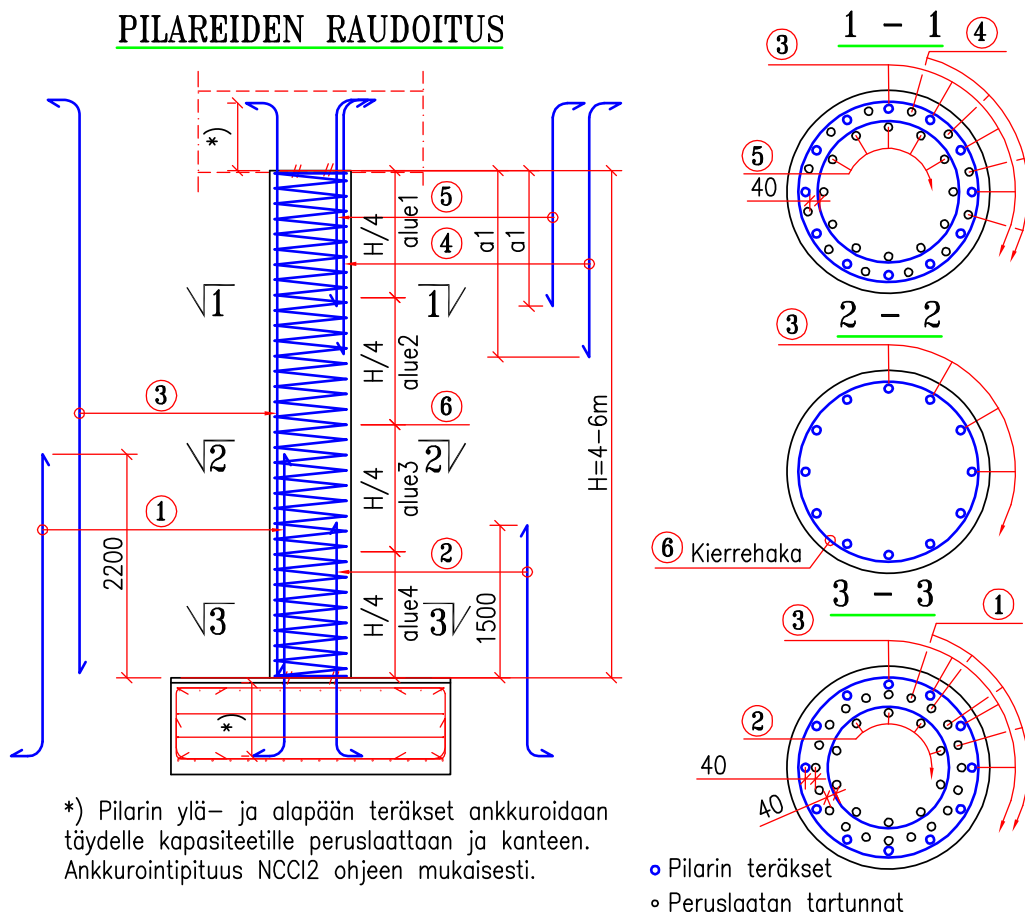 PILAREIDEN RAUDOITUS
*)
H/4
alue1
H/4
alue2
H/4
alue3
H/4
alue4
a1
a1
H=4-6m
2200
1500
*)
1
1
2
2
3
3
5
4
3
6
1
2
*) Pilarin ylä- ja alapään teräkset ankkuroidaan
täydelle kapasiteetille peruslaattaan ja kanteen.
Ankkurointipituus NCCI2 ohjeen mukaisesti.
1 - 1
3
4
5
40
2 - 2
3
6 Kierrehaka
3 - 3
3
1
2
40
40
Pilarin teräkset
Peruslaatan tartunnat